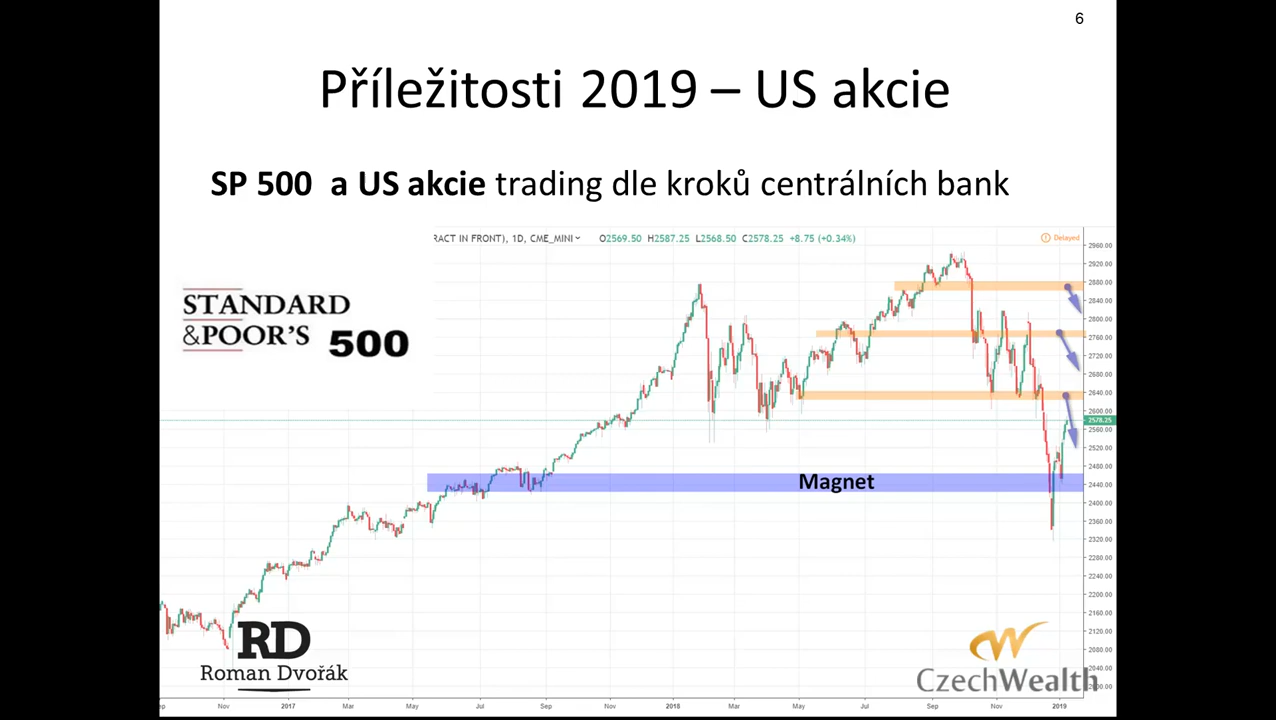 6
Příležitosti 2019 – US akcie
SP 500 a US akcie trading dle kroků centrálních bank
RACT IN FRONT), 1D, CME_MINI O2569.50 H2587.25 L2568.50 C2578.25 +8.75 (+0.34%)
Delayed
2960.00
2920.00
2880.00
2840.00
2800.00
2760.00
2720.00
2680.00
2640.00
2600.00
2578.25
2560.00
2520.00
2480.00
2440.00
2400.00
2360.00
2320.00
2280.00
2240.00
2200.00
2160.00
2120.00
2080.00
2040.00
2000.00
STANDARD
&POOR'S 500
Magnet
RD
Roman Dvořák
CzechWealth
ep Nov 2017 Mar May Jul Sep Nov 2018 Mar May Jul Sep Nov 2019